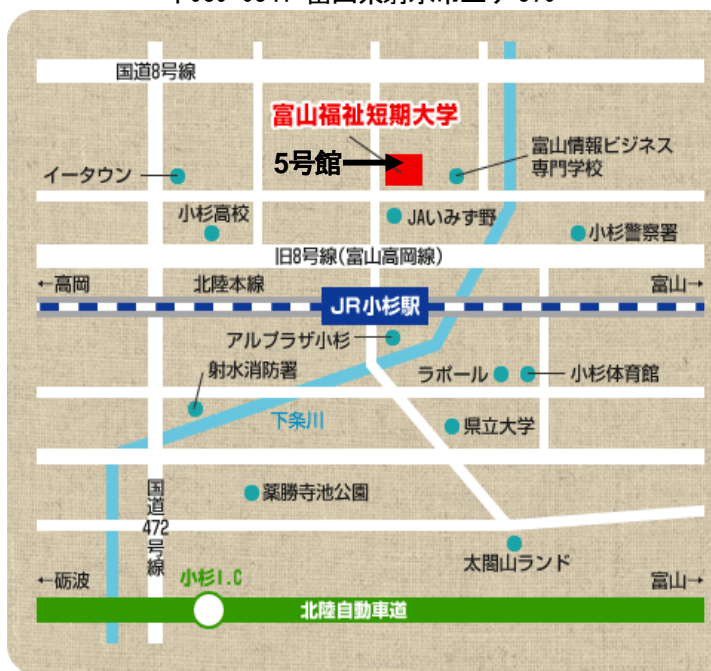 国道8号線
富山福祉短期大学
5号館
富山情報ビジネス
専門学校
イータウン
小杉高校
JAいみず野
小杉警察署
旧8号線(富山高岡線)
←高岡
北陸本線
富山→
JR小杉駅
アルプラザ小杉
射水消防署
ラポール
小杉体育館
下条川
県立大学
薬勝寺池公園
国道472号線
太閤山ランド
←砺波
小杉I.C
富山→
北陸自動車道